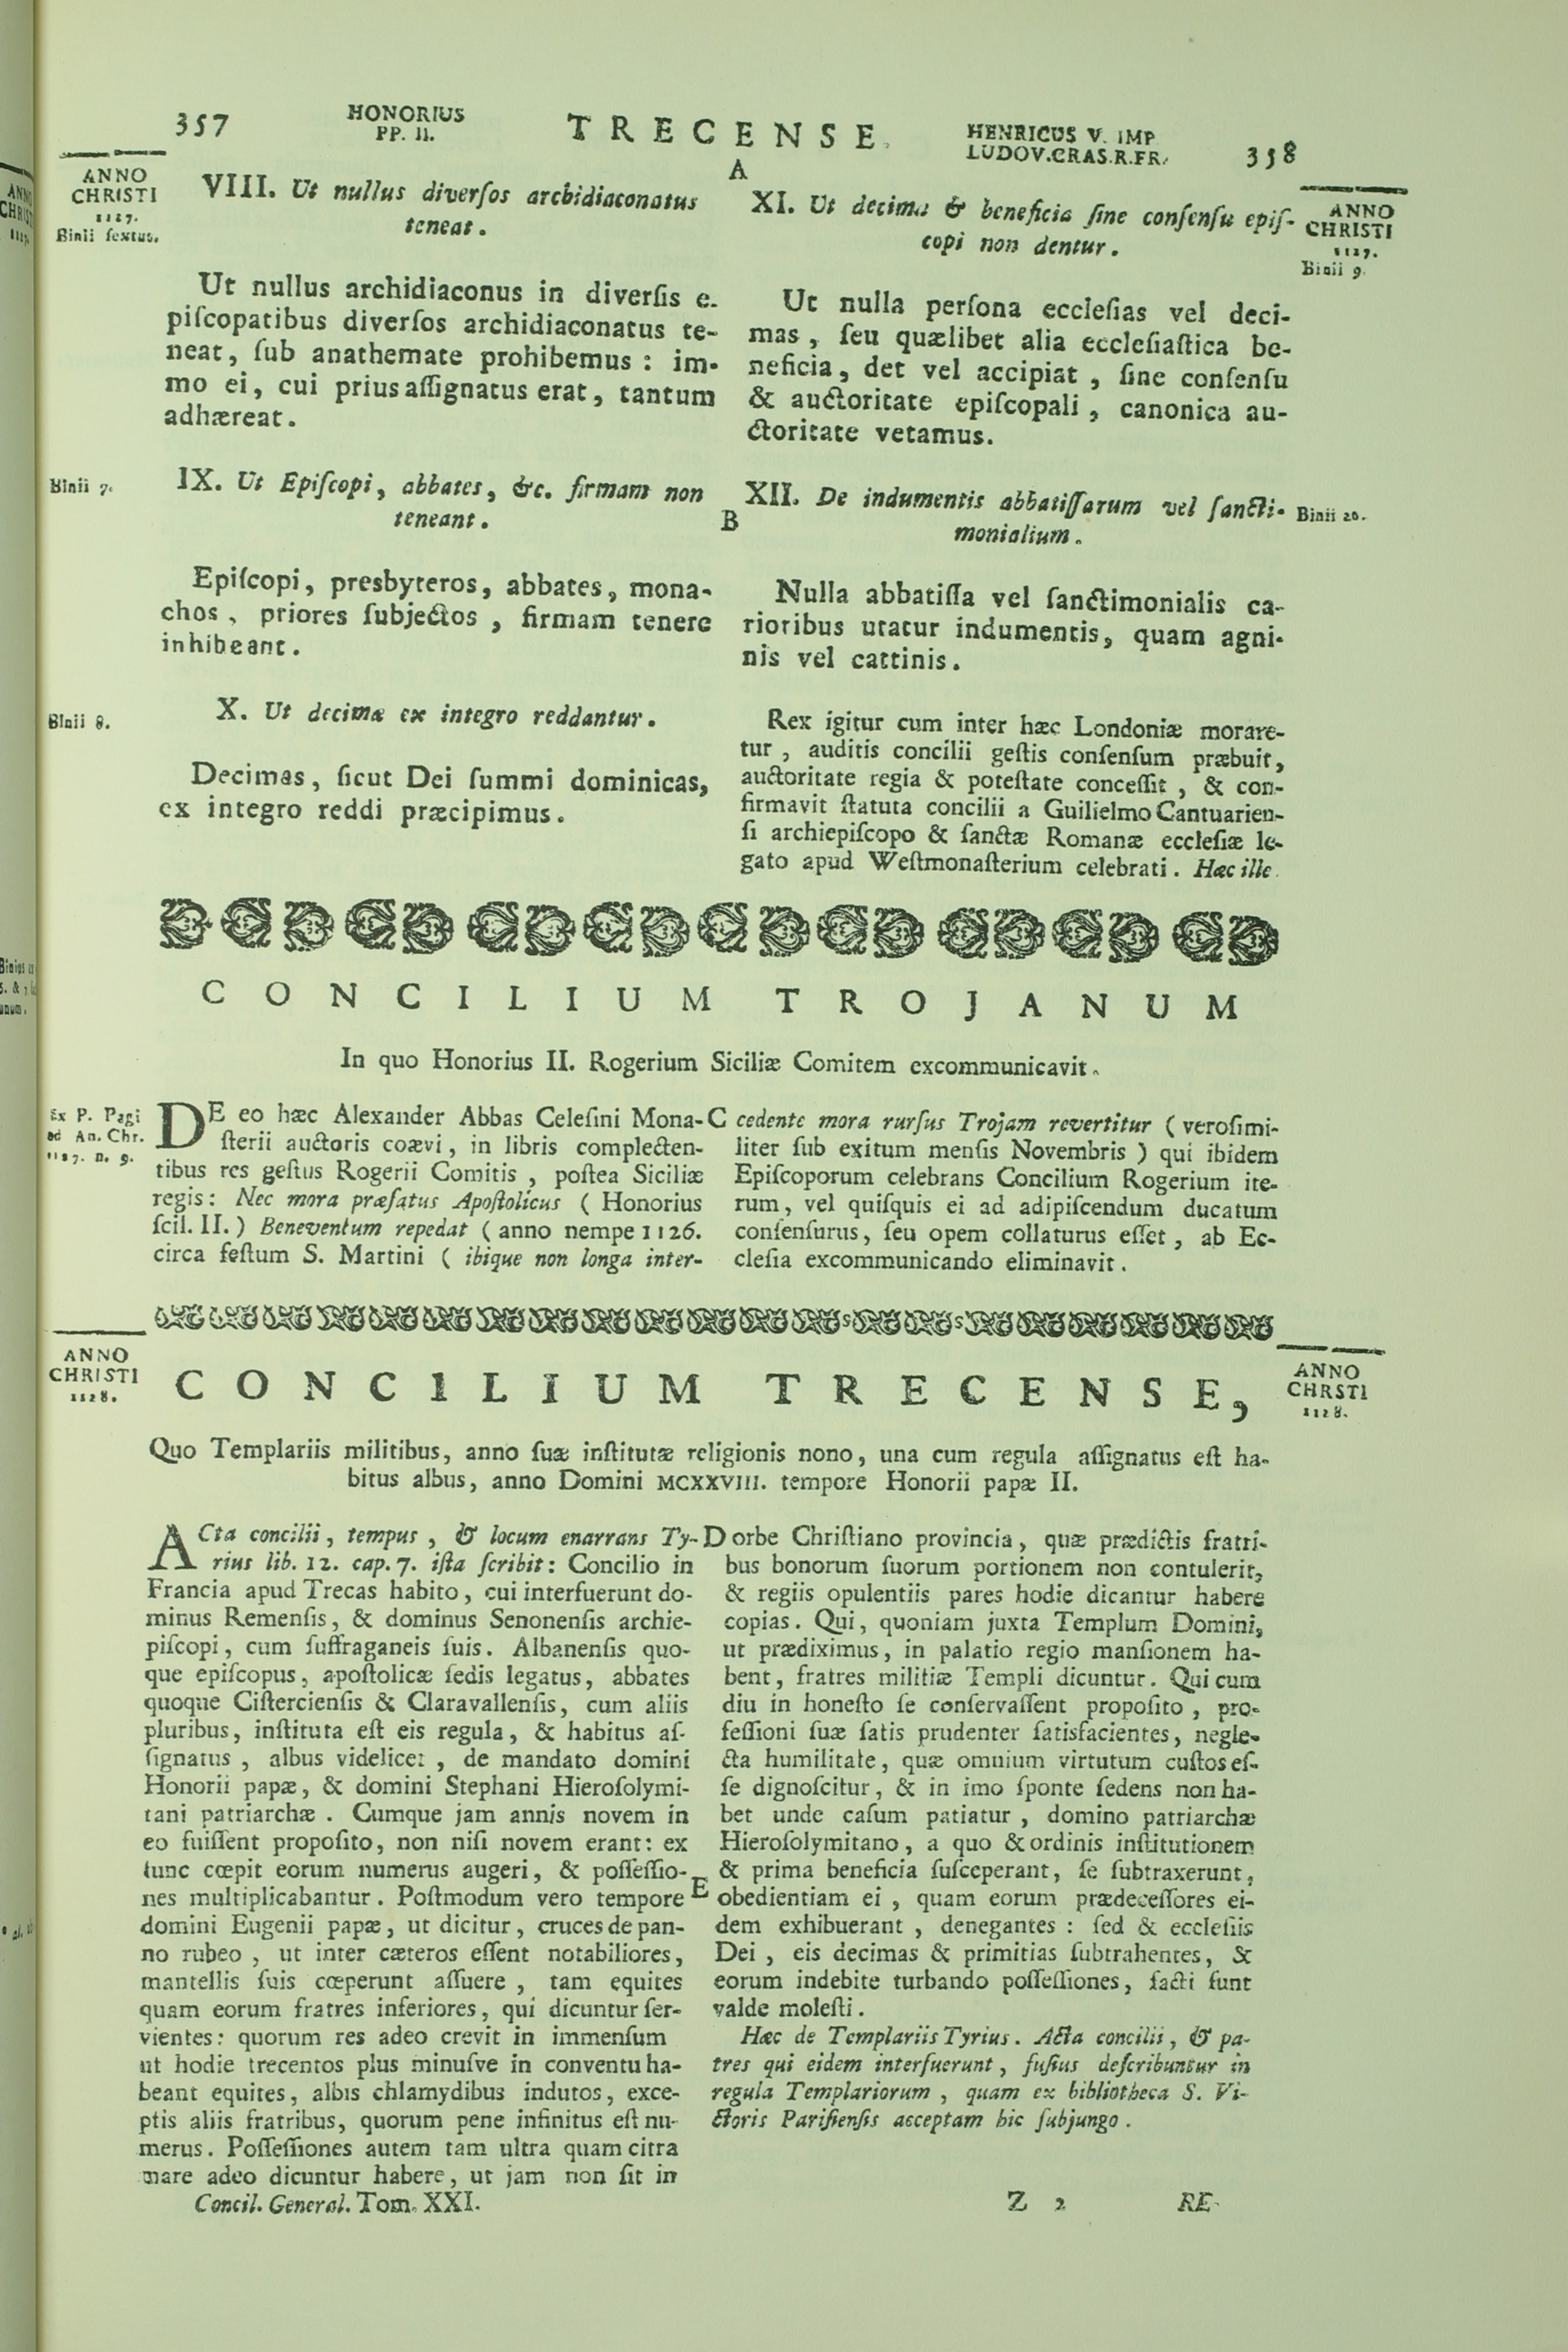 357
HONORIUS
PP. II.
TRECENSE.
HENRICUS V. IMP
LUDOV.CRAS.R.FR.
358
ANNO
CHRISTI
1127.
Binii sextus.
VIII. Ut nullus diverſos archidiaconatus
teneat.
Ut nullus archidiaconus in diverſis e-
piſcopatibus diverſos archidiaconatus te-
neat, ſub anathemate prohibemus: im-
mo ei, cui prius aſſignatus erat, tantum
adhæreat.
Binii 7.
IX. Ut Epiſcopi, abbates, &c. firmam non
teneant.
Epiſcopi, presbyteros, abbates, mona-
chos, priores ſubjectos, firmam tenere
inhibeant.
Binii 8.
X. Ut decimæ ex integro reddantur.
Decimas, ſicut Dei ſummi dominicas,
ex integro reddi præcipimus.
A
XI. Ut decimæ & beneficia ſine conſenſu epiſ-
copi non dentur.
ANNO
CHRISTI
1127.
Binii 9.
Ut nulla perſona eccleſias vel deci-
mas, ſeu quælibet alia eccleſiaſtica be-
neficia, det vel accipiat, ſine conſenſu
& auctoritate epiſcopali, canonica au-
ctoritate vetamus.
B
XII. De indumentis abbatiſſarum vel ſancti-
monialium.
Binii 20.
Nulla abbatiſſa vel ſanctimonialis ca-
rioribus utatur indumentis, quam agni-
nis vel cattinis.
Rex igitur cum inter hæc Londoniæ morare-
tur, auditis concilii geſtis conſenſum præbuit,
auctoritate regia & poteſtate conceſſit, & con-
firmavit ſtatuta concilii a Guilielmo Cantuarien-
ſi archiepiſcopo & ſanctæ Romanæ eccleſiæ le-
gato apud Weſtmonaſterium celebrati. Hæc ille.
CONCILIUM TROJANUM
In quo Honorius II. Rogerium Siciliæ Comitem excommunicavit.
Ex P. Pagi
ad An. Chr.
1127. n. 9.
DE eo hæc Alexander Abbas Celeſini Mona-
ſterii auctoris coævi, in libris complecten-
tibus res geſtus Rogerii Comitis, poſtea Siciliæ
regis: Nec mora præfatus Apoſtolicus (Honorius
ſcil. II.) Beneventum repedat (anno nempe 1126.
circa feſtum S. Martini ( ibique non longa inter-
C
cedente mora rurſus Trojam revertitur (veroſimi-
liter ſub exitum menſis Novembris) qui ibidem
Epiſcoporum celebrans Concilium Rogerium ite-
rum, vel quiſquis ei ad adipiſcendum ducatum
conſenſurus, ſeu opem collaturus eſſet, ab Ec-
cleſia excommunicando eliminavit.
ANNO
CHRISTI
1128.
CONC1LIUM TRECENSE,
ANNO
CHRSTI
1128.
Quo Templariis militibus, anno ſuæ inſtitutæ religionis nono, una cum regula aſſignatus eſt ha-
bitus albus, anno Domini MCXXVIII. tempore Honorii papæ II.
ACta concilii, tempus, & locum enarrans Ty-
rius lib. 12. cap. 7. iſta ſcribit: Concilio in
Francia apud Trecas habito, cui interfuerunt do-
minus Remenſis, & dominus Senonenſis archie-
piſcopi, cum ſuffraganeis ſuis. Albanenſis quo-
que epiſcopus, apoſtolicæ ſedis legatus, abbates
quoque Ciſtercienſis & Claravallenſis, cum aliis
pluribus, inſtituta eſt eis regula, & habitus aſ-
ſignatus, albus videlicet, de mandato domini
Honorii papæ, & domini Stephani Hieroſolymi-
tani patriarchæ. Cumque jam annis novem in
eo fuiſſent propoſito, non niſi novem erant: ex
tunc cœpit eorum numerus augeri, & poſſeſſio-
nes multiplicabantur. Poſtmodum vero tempore
domini Eugenii papæ, ut dicitur, cruces de pan-
no rubeo, ut inter cæteros eſſent notabiliores,
mantellis ſuis cœperunt aſſuere, tam equites
quam eorum fratres inferiores, qui dicuntur ſer-
vientes: quorum res adeo crevit in immenſum
ut hodie trecentos plus minuſve in conventu ha-
beant equites, albis chlamydibus indutos, exce-
ptis aliis fratribus, quorum pene infinitus eſt nu-
merus. Poſſeſſiones autem tam ultra quam citra
mare adeo dicuntur habere, ut jam non ſit in
D
orbe Chriſtiano provincia, quæ prædictis fratri-
bus bonorum ſuorum portionem non contulerit,
& regiis opulentiis pares hodie dicantur habere
copias. Qui, quoniam juxta Templum Domini,
ut prædiximus, in palatio regio manſionem ha-
bent, fratres militiæ Templi dicuntur. Qui cum
diu in honeſto ſe conſervaſſent propoſito, pro-
feſſioni ſuæ ſatis prudenter ſatisfacientes, negle-
cta humilitate, quæ omnium virtutum cuſtos eſ-
ſe dignoſcitur, & in imo ſponte ſedens non ha-
bet unde caſum patiatur, domino patriarchæ
Hieroſolymitano, a quo & ordinis inſtitutionem
& prima beneficia ſuſceperant, ſe ſubtraxerunt,
E
obedientiam ei, quam eorum prædeceſſores ei-
dem exhibuerant, denegantes: ſed & eccleſiis
Dei, eis decimas & primitias ſubtrahentes, &
eorum indebite turbando poſſeſſiones, facti ſunt
valde moleſti.
Hæc de Templariis Tyrius. Acta concilii, & pa-
tres qui eidem interfuerunt, fuſius deſcribuntur in
regula Templariorum, quam ex bibliotheca S. Vi-
ctoris Pariſienſis acceptam hic ſubjungo.
Concil. General. Tom. XXI.
Z 2
RE-